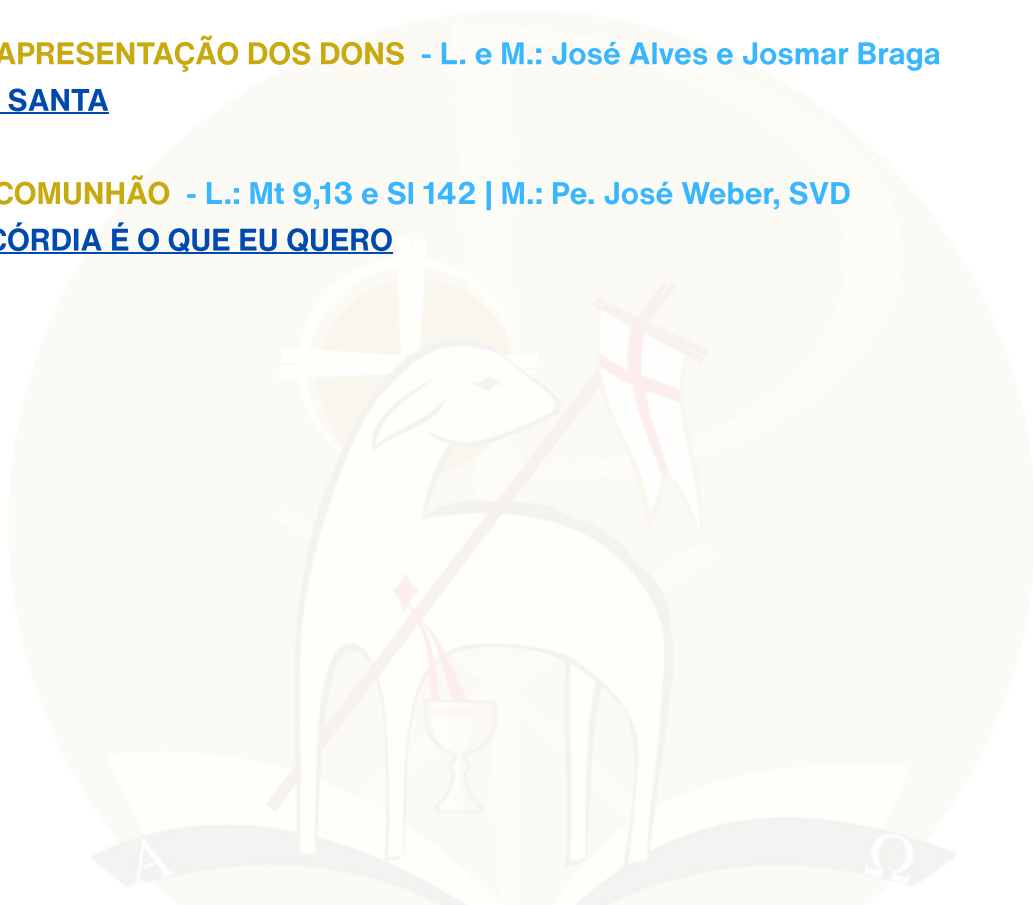 APRESENTAÇÃO DOS DONS - L. e M.: José Alves e Josmar Braga
SANTA
COMUNHÃO - L.: Mt 9,13 e Sl 142 | M.: Pe. José Weber, SVD
CÓRDIA É O QUE EU QUERO
Α Ω